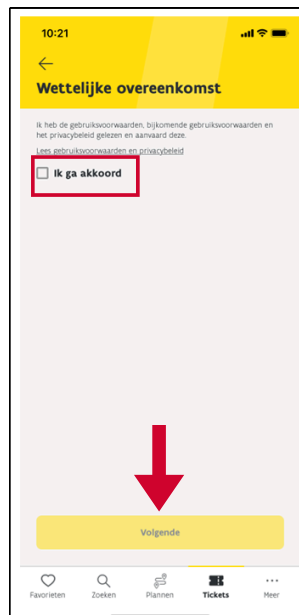 10:21
Wettelijke overeenkomst
Ik heb de gebruiksvoorwaarden, bijkomende gebruiksvoorwaarden en
het privacybeleid gelezen en aanvaard deze.
Lees gebruiksvoorwaarden en privacybeleid
Ik ga akkoord
Volgende
Favorieten Zoeken Plannen Tickets Meer